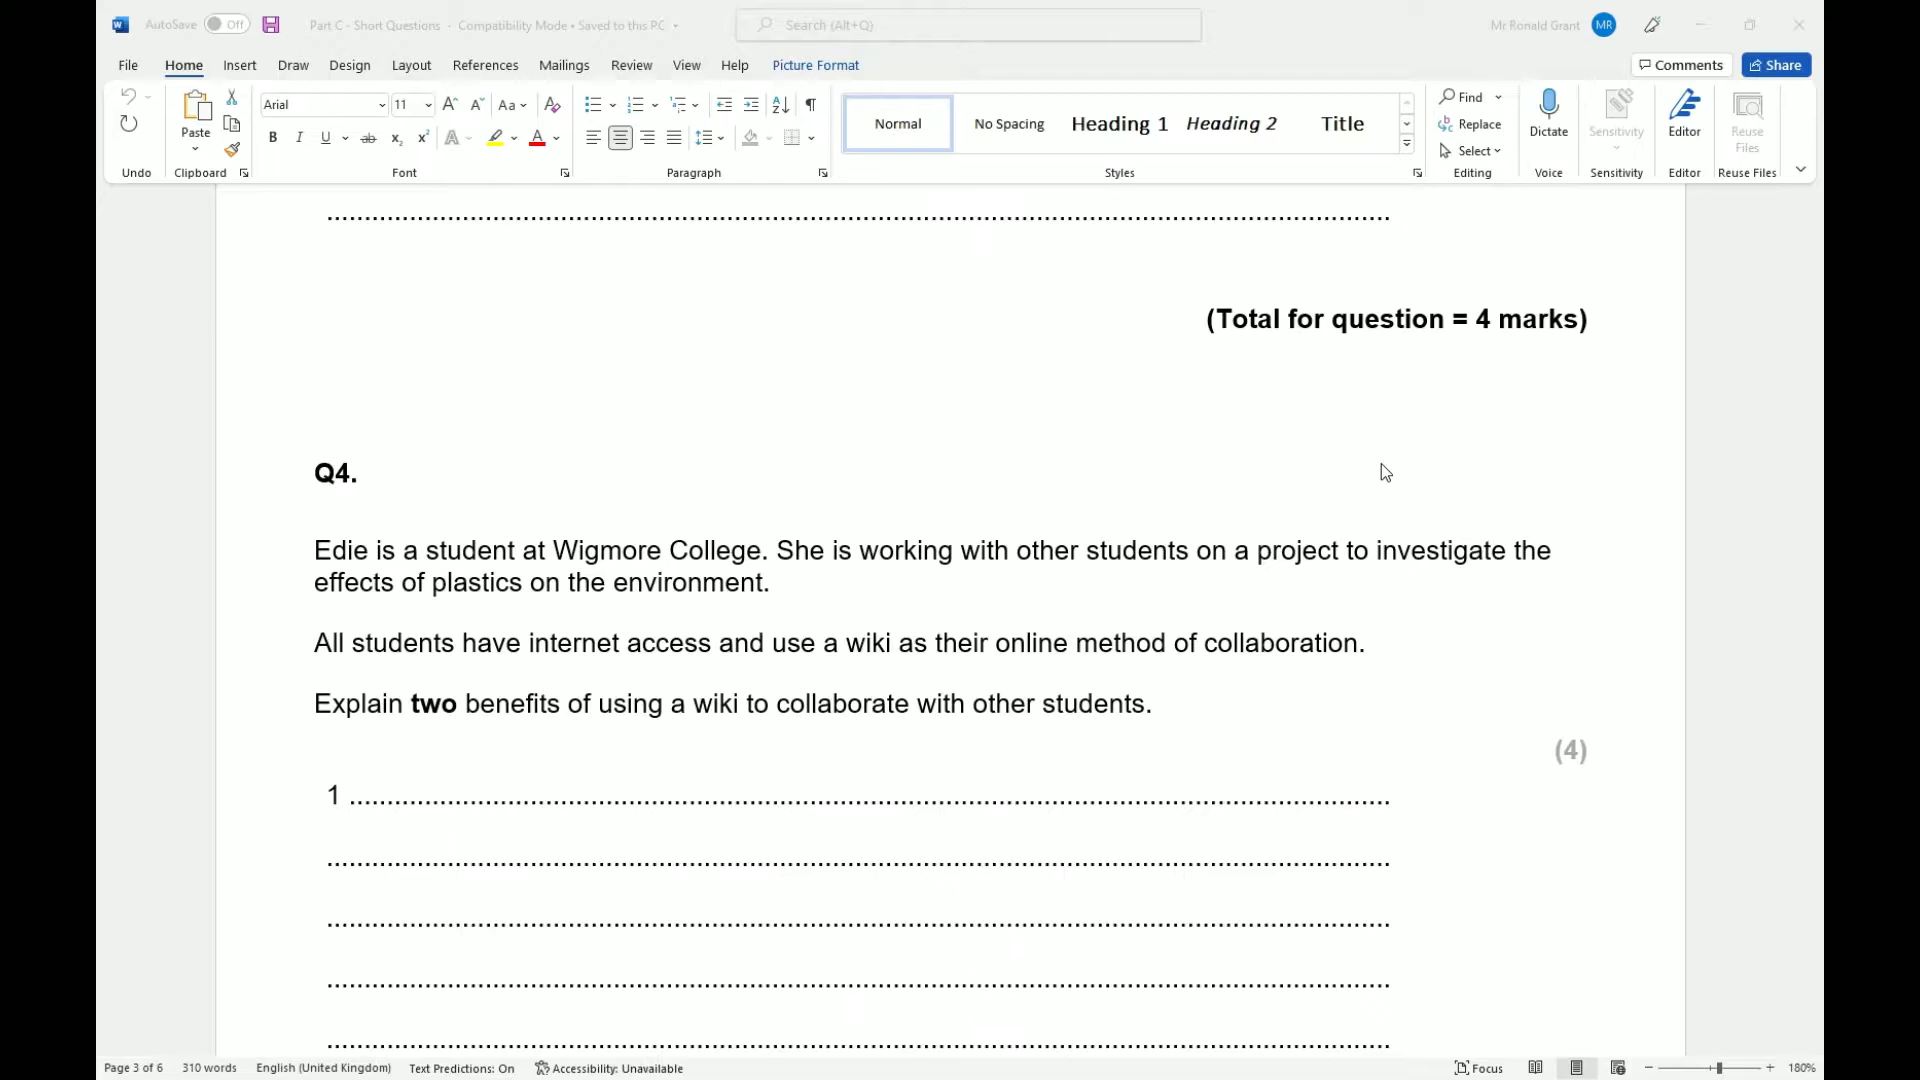 AutoSave Off Part C - Short Questions - Compatibility Mode • Saved to this PC Search (Alt+Q) Mr Ronald Grant MR
File Home Insert Draw Design Layout References Mailings Review View Help Picture Format Comments Share
Arial 11 Aa
Paste
B I U ab x₂ x² A A
Normal No Spacing Heading 1 Heading 2 Title
Find
Replace
Select
Dictate Sensitivity Editor Reuse Files
Undo Clipboard Font Paragraph Styles Editing Voice Sensitivity Editor Reuse Files
(Total for question = 4 marks)
Q4.
Edie is a student at Wigmore College. She is working with other students on a project to investigate the
effects of plastics on the environment.
All students have internet access and use a wiki as their online method of collaboration.
Explain two benefits of using a wiki to collaborate with other students.
(4)
1
Page 3 of 6 310 words English (United Kingdom) Text Predictions: On Accessibility: Unavailable Focus 180%